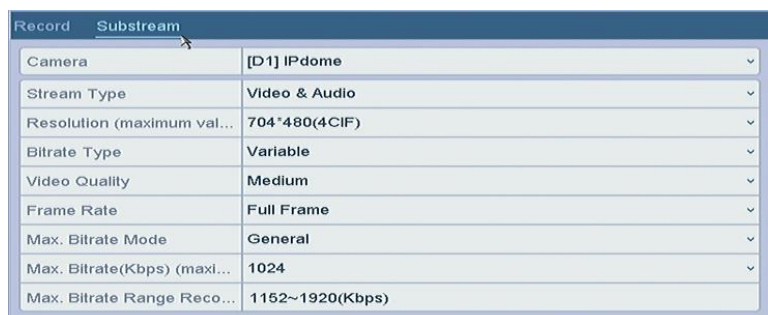 Record Substream
Camera [D1] IPdome
Stream Type Video & Audio
Resolution (maximum val... 704*480(4CIF)
Bitrate Type Variable
Video Quality Medium
Frame Rate Full Frame
Max. Bitrate Mode General
Max. Bitrate(Kbps) (maxi... 1024
Max. Bitrate Range Reco... 1152~1920(Kbps)